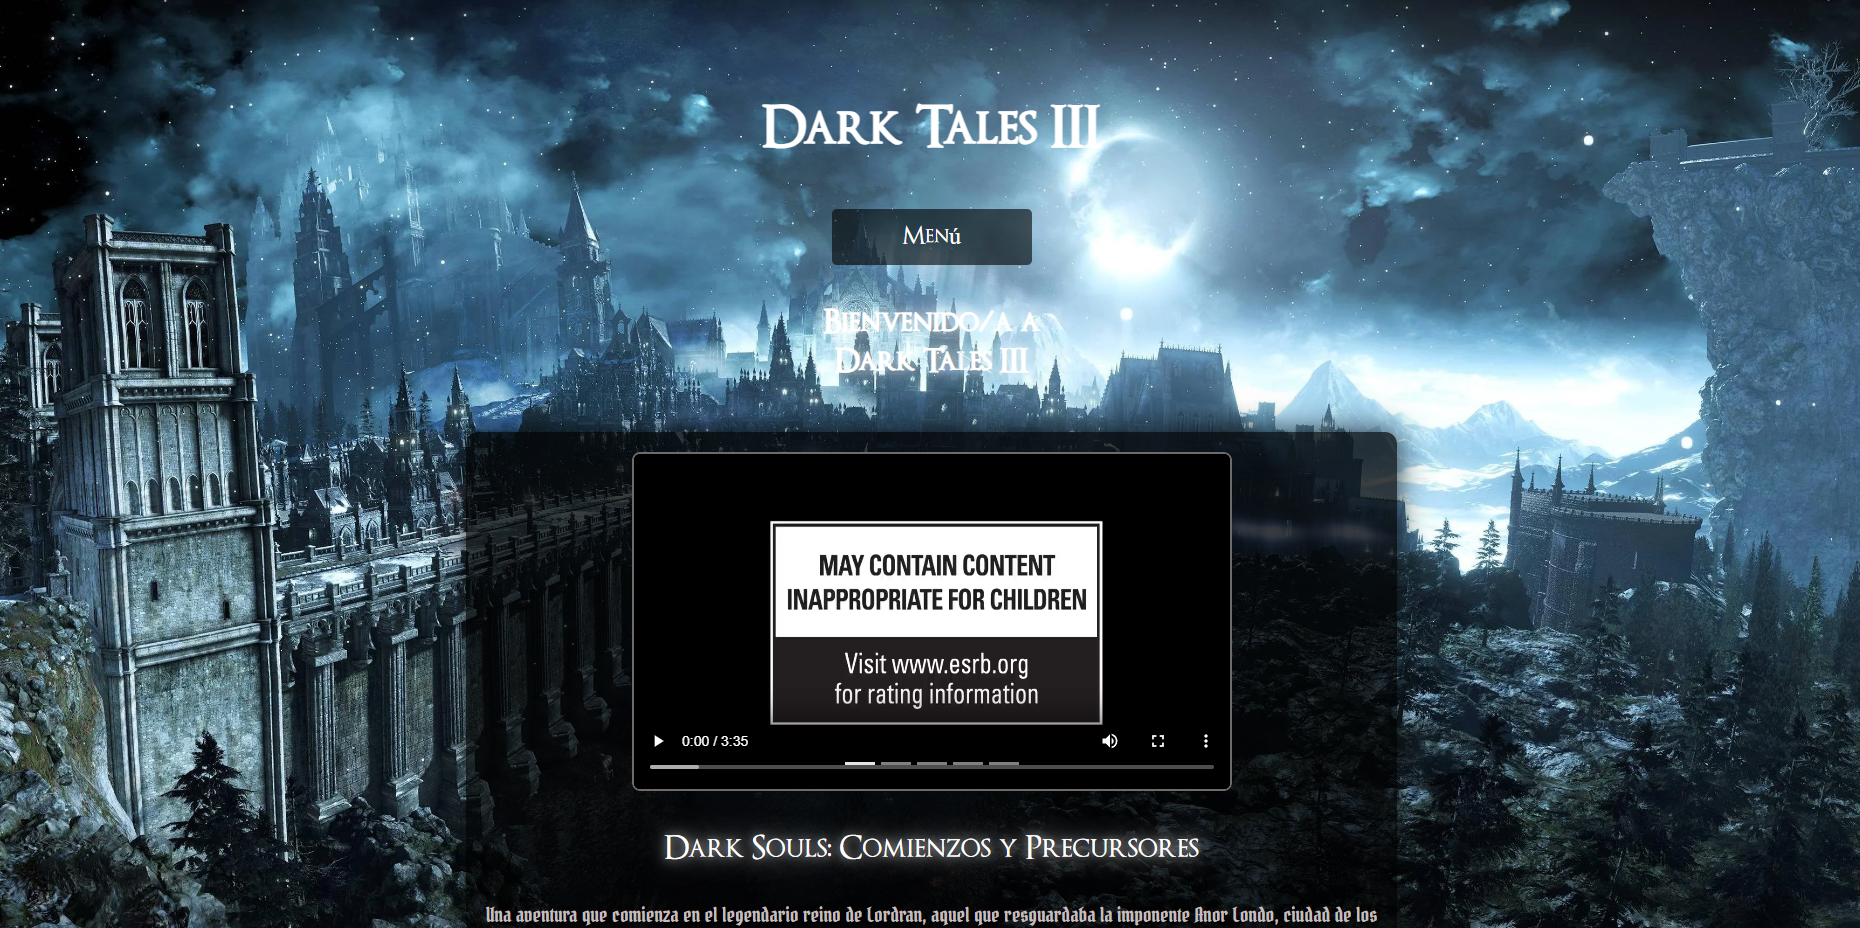 Dark Tales III
Menú
Bienvenido/a a
Dark Tales III
MAY CONTAIN CONTENT
INAPPROPRIATE FOR CHILDREN
Visit www.esrb.org
for rating information
0:00 / 3:35
Dark Souls: Comienzos y Precursores
Una aventura que comienza en el legendario reino de Lordran, aquel que resguardaba la imponente Anor Londo, ciudad de los